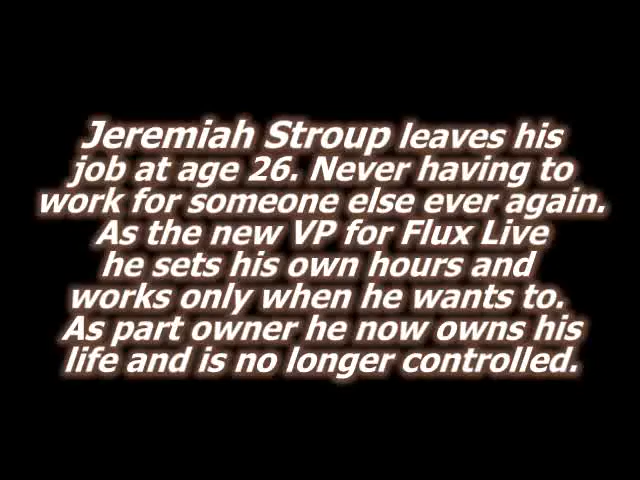 Jeremiah Stroup leaves his
job at age 26. Never having to
work for someone else ever again.
As the new VP for Flux Live
he sets his own hours and
works only when he wants to.
As part owner he now owns his
life and is no longer controlled.